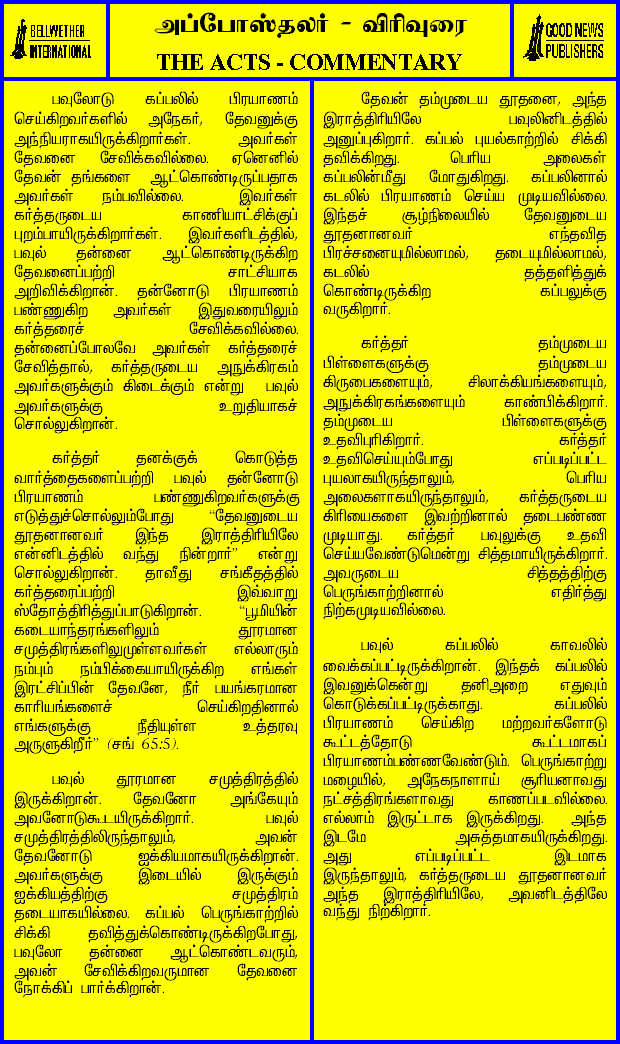 BELLWETHER
INTERNATIONAL
அப்போஸ்தலர் - விரிவுரை
THE ACTS - COMMENTARY
GOOD NEWS
PUBLISHERS
பவுலோடு கப்பலில் பிரயாணம்
செய்கிறவர்களில் அநேகர், தேவனுக்கு
அந்நியராகயிருக்கிறார்கள். அவர்கள்
தேவனை சேவிக்கவில்லை. ஏனெனில்
தேவன் தங்களை ஆட்கொண்டிருப்பதாக
அவர்கள் நம்பவில்லை. இவர்கள்
கர்த்தருடைய காணியாட்சிக்குப்
புறம்பாயிருக்கிறார்கள். இவர்களிடத்தில்,
பவுல் தன்னை ஆட்கொண்டிருக்கிற
தேவனைப்பற்றி சாட்சியாக
அறிவிக்கிறான். தன்னோடு பிரயாணம்
பண்ணுகிற அவர்கள் இதுவரையிலும்
கர்த்தரைச் சேவிக்கவில்லை.
தன்னைப்போலவே அவர்கள் கர்த்தரைச்
சேவித்தால், கர்த்தருடைய அநுக்கிரகம்
அவர்களுக்கும் கிடைக்கும் என்று பவுல்
அவர்களுக்கு உறுதியாகச்
சொல்லுகிறான்.
கர்த்தர் தனக்குக் கொடுத்த
வார்த்தைகளைப்பற்றி பவுல் தன்னோடு
பிரயாணம் பண்ணுகிறவர்களுக்கு
எடுத்துச்சொல்லும்போது “தேவனுடைய
தூதனானவர் இந்த இராத்திரியிலே
என்னிடத்தில் வந்து நின்றார்” என்று
சொல்லுகிறான். தாவீது சங்கீதத்தில்
கர்த்தரைப்பற்றி இவ்வாறு
ஸ்தோத்திரித்துப்பாடுகிறான். “பூமியின்
கடையாந்தரங்களிலும் தூரமான
சமுத்திரங்களிலுமுள்ளவர்கள் எல்லாரும்
நம்பும் நம்பிக்கையாயிருக்கிற எங்கள்
இரட்சிப்பின் தேவனே, நீர் பயங்கரமான
காரியங்களைச் செய்கிறதினால்
எங்களுக்கு நீதியுள்ள உத்தரவு
அருளுகிறீர்” (சங் 65:5).
பவுல் தூரமான சமுத்திரத்தில்
இருக்கிறான். தேவனோ அங்கேயும்
அவனோடுகூடயிருக்கிறார். பவுல்
சமுத்திரத்திலிருந்தாலும், அவன்
தேவனோடு ஐக்கியமாகயிருக்கிறான்.
அவர்களுக்கு இடையில் இருக்கும்
ஐக்கியத்திற்கு சமுத்திரம்
தடையாகயில்லை. கப்பல் பெருங்காற்றில்
சிக்கி தவித்துக்கொண்டிருக்கிறபோது,
பவுலோ தன்னை ஆட்கொண்டவரும்,
அவன் சேவிக்கிறவருமான தேவனை
நோக்கிப் பார்க்கிறான்.
தேவன் தம்முடைய தூதனை, அந்த
இராத்திரியிலே பவுலினிடத்தில்
அனுப்புகிறார். கப்பல் புயல்காற்றில் சிக்கி
தவிக்கிறது. பெரிய அலைகள்
கப்பலின்மீது மோதுகிறது. கப்பலினால்
கடலில் பிரயாணம் செய்ய முடியவில்லை.
இந்தச் சூழ்நிலையில் தேவனுடைய
தூதனானவர் எந்தவித
பிரச்சனையுமில்லாமல், தடையுமில்லாமல்,
கடலில் தத்தளித்துக்
கொண்டிருக்கிற கப்பலுக்கு
வருகிறார்.
கர்த்தர் தம்முடைய
பிள்ளைகளுக்கு தம்முடைய
கிருபைகளையும், சிலாக்கியங்களையும்,
அநுக்கிரகங்களையும் காண்பிக்கிறார்.
தம்முடைய பிள்ளைகளுக்கு
உதவிபுரிகிறார். கர்த்தர்
உதவிசெய்யும்போது எப்படிப்பட்ட
புயலாகயிருந்தாலும், பெரிய
அலைகளாகயிருந்தாலும், கர்த்தருடைய
கிரியைகளை இவற்றினால் தடைபண்ண
முடியாது. கர்த்தர் பவுலுக்கு உதவி
செய்யவேண்டுமென்று சித்தமாயிருக்கிறார்.
அவருடைய சித்தத்திற்கு
பெருங்காற்றினால் எதிர்த்து
நிற்கமுடியவில்லை.
பவுல் கப்பலில் காவலில்
வைக்கப்பட்டிருக்கிறான். இந்தக் கப்பலில்
இவனுக்கென்று தனிஅறை எதுவும்
கொடுக்கப்பட்டிருக்காது. கப்பலில்
பிரயாணம் செய்கிற மற்றவர்களோடு
கூட்டத்தோடு கூட்டமாகப்
பிரயாணம்பண்ணவேண்டும். பெருங்காற்று
மழையில், அநேகநாளாய் சூரியனாவது
நட்சத்திரங்களாவது காணப்படவில்லை.
எல்லாம் இருட்டாக இருக்கிறது. அந்த
இடமே அசுத்தமாகயிருக்கிறது.
அது எப்படிப்பட்ட இடமாக
இருந்தாலும், கர்த்தருடைய தூதனானவர்
அந்த இராத்திரியிலே, அவனிடத்திலே
வந்து நிற்கிறார்.